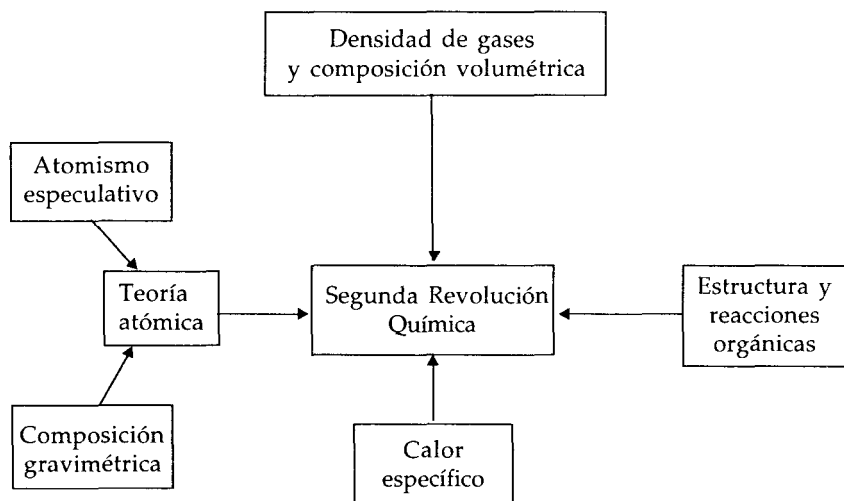 Densidad de gases
y composición volumétrica
Atomismo
especulativo
Teoría
atómica
Segunda Revolución
Química
Estructura y
reacciones
orgánicas
Composición
gravimétrica
Calor
específico